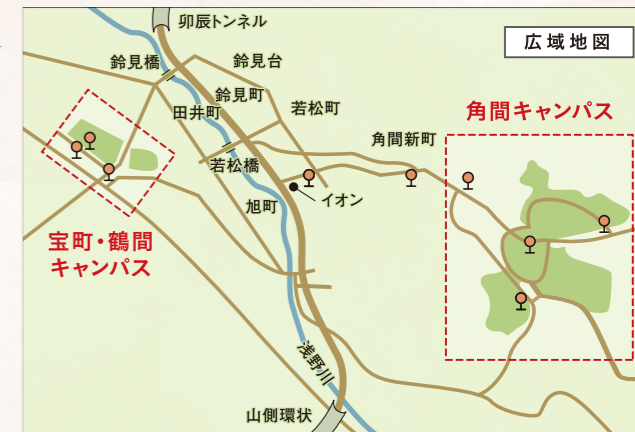 卯辰トンネル
広域地図
鈴見橋
鈴見台
鈴見町
田井町
若松町
角間キャンパス
角間新町
若松橋
旭町
イオン
宝町・鶴間
キャンパス
浅野川
山側環状